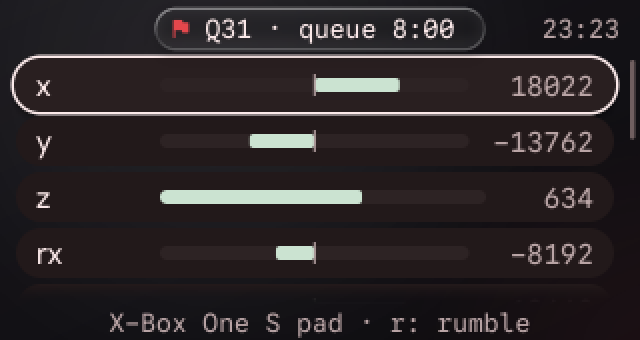 Q31 · queue 8:00 23:23
x 18022
y -13762
z 634
rx -8192
X-Box One S pad · r: rumble